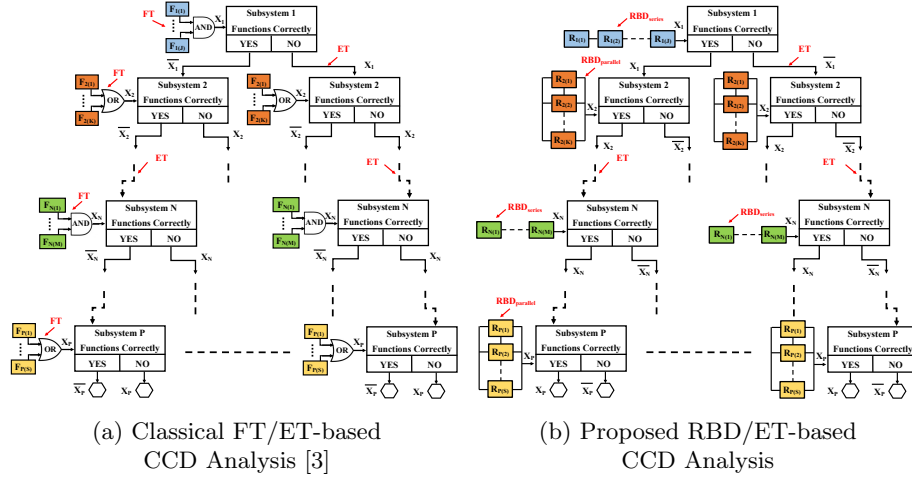 F1(1)
FT
AND
X1
F1(J)
Subsystem 1
Functions Correctly
YES NO
ET
X̅1
X1
F2(1)
FT
OR
X2
F2(K)
Subsystem 2
Functions Correctly
YES NO
F2(1)
OR
X2
F2(K)
Subsystem 2
Functions Correctly
YES NO
X̅2
X2
X̅2
X2
ET
ET
FN(1)
FT
AND
XN
FN(M)
Subsystem N
Functions Correctly
YES NO
FN(1)
AND
XN
FN(M)
Subsystem N
Functions Correctly
YES NO
X̅N
XN
X̅N
XN
FP(1)
FT
OR
XP
FP(S)
Subsystem P
Functions Correctly
YES NO
FP(1)
OR
XP
FP(S)
Subsystem P
Functions Correctly
YES NO
X̅P
XP
X̅P
XP
(a) Classical FT/ET-based
CCD Analysis [3]
RBDseries
R1(1)
R1(2)
R1(J)
X1
Subsystem 1
Functions Correctly
YES NO
ET
X1
X̅1
RBDparallel
R2(1)
R2(2)
R2(K)
X2
Subsystem 2
Functions Correctly
YES NO
R2(1)
R2(2)
R2(K)
X2
Subsystem 2
Functions Correctly
YES NO
X2
X̅2
X2
X̅2
ET
ET
RBDseries
RN(1)
RN(M)
XN
Subsystem N
Functions Correctly
YES NO
RBDseries
RN(1)
RN(M)
XN
Subsystem N
Functions Correctly
YES NO
XN
X̅N
XN
X̅N
RBDparallel
RP(1)
RP(2)
RP(S)
XP
Subsystem P
Functions Correctly
YES NO
RP(1)
RP(2)
RP(S)
XP
Subsystem P
Functions Correctly
YES NO
XP
X̅P
XP
X̅P
(b) Proposed RBD/ET-based
CCD Analysis